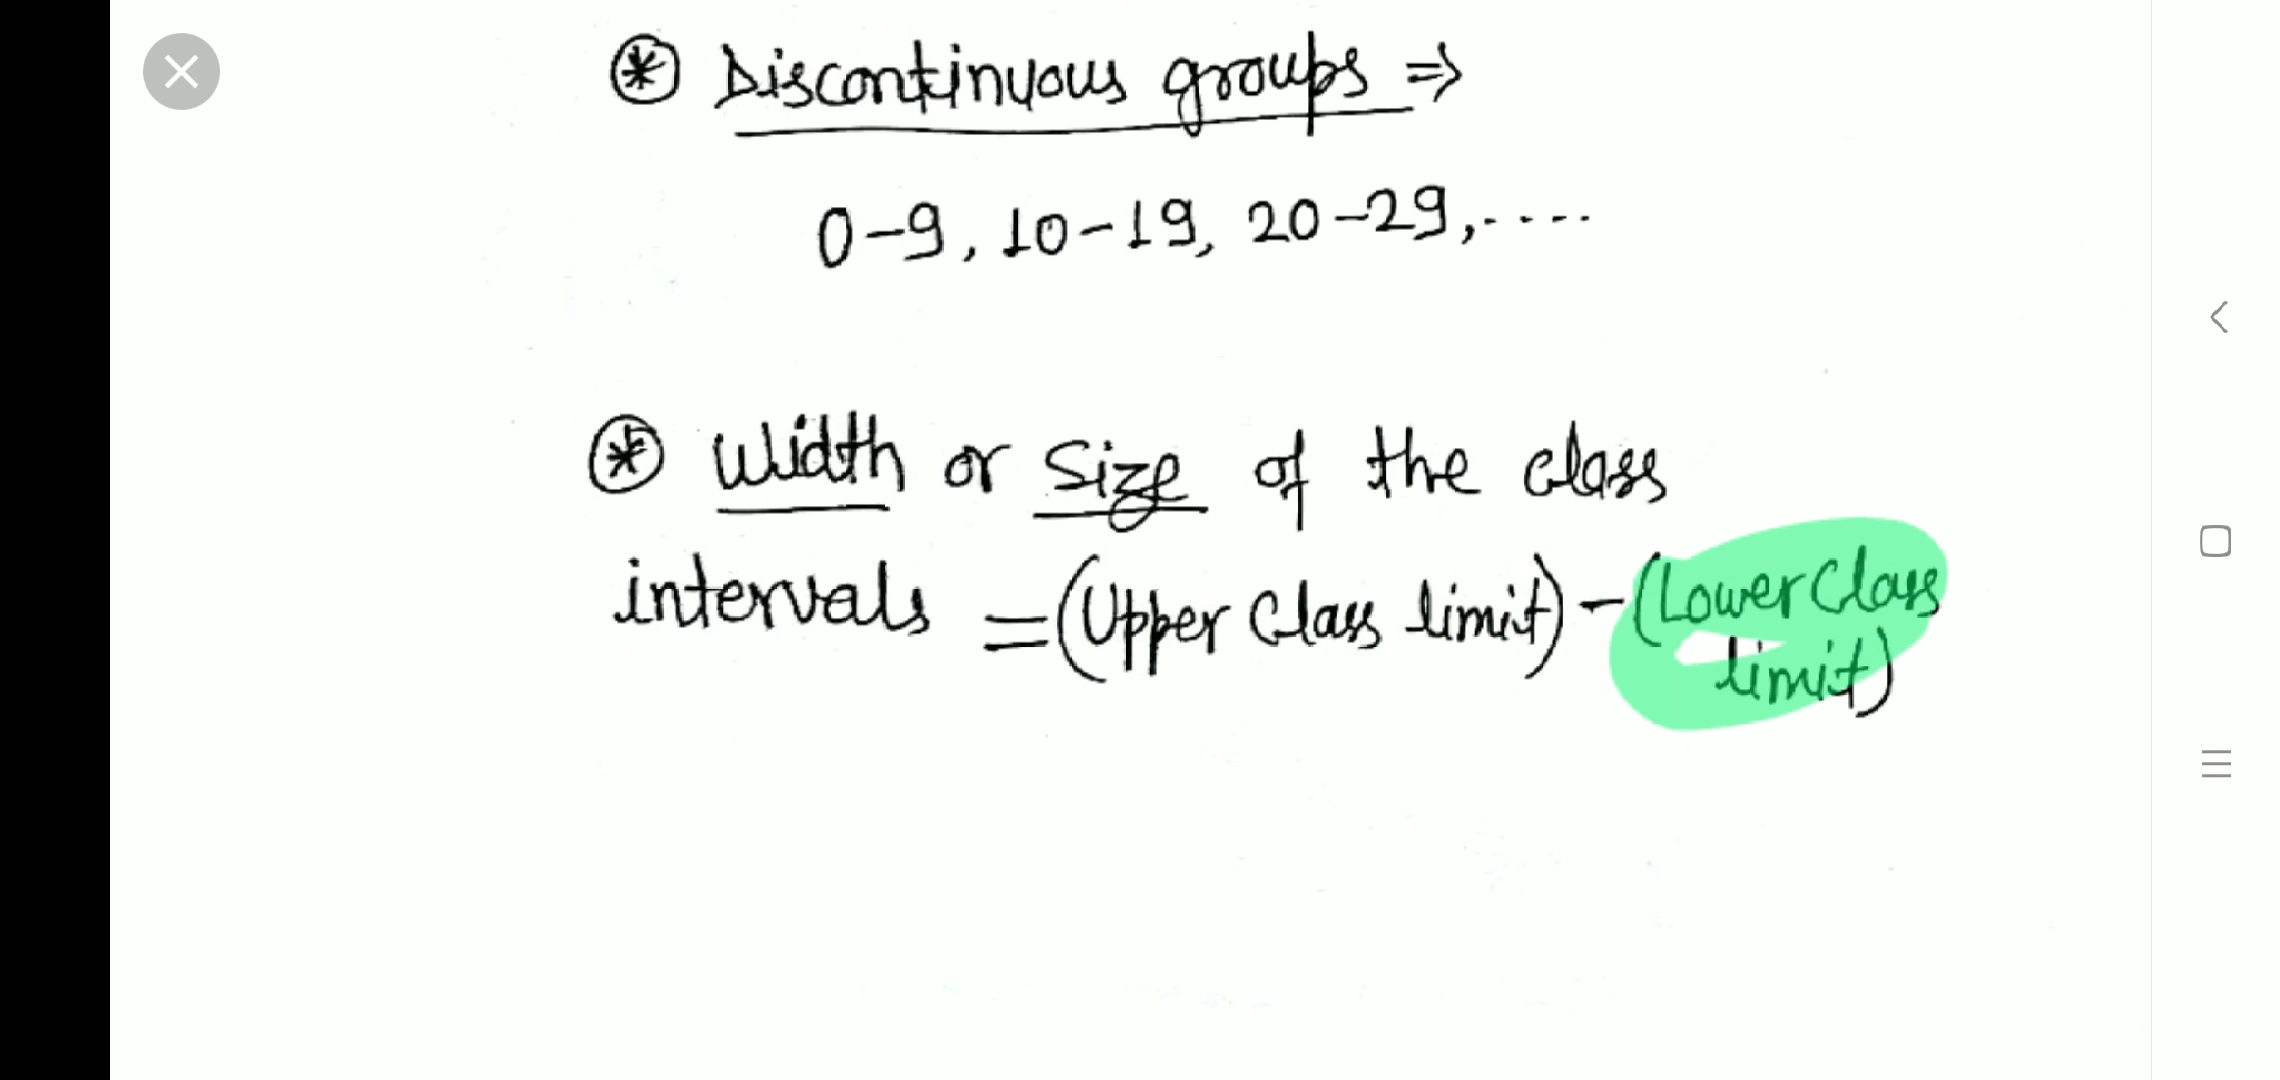 ⊛ Discontinuous groups ⇒
0-9, 10-19, 20-29,.....
⊛ Width or Size of the class
intervals = (Upper Class limit) - (Lower Class
limit)